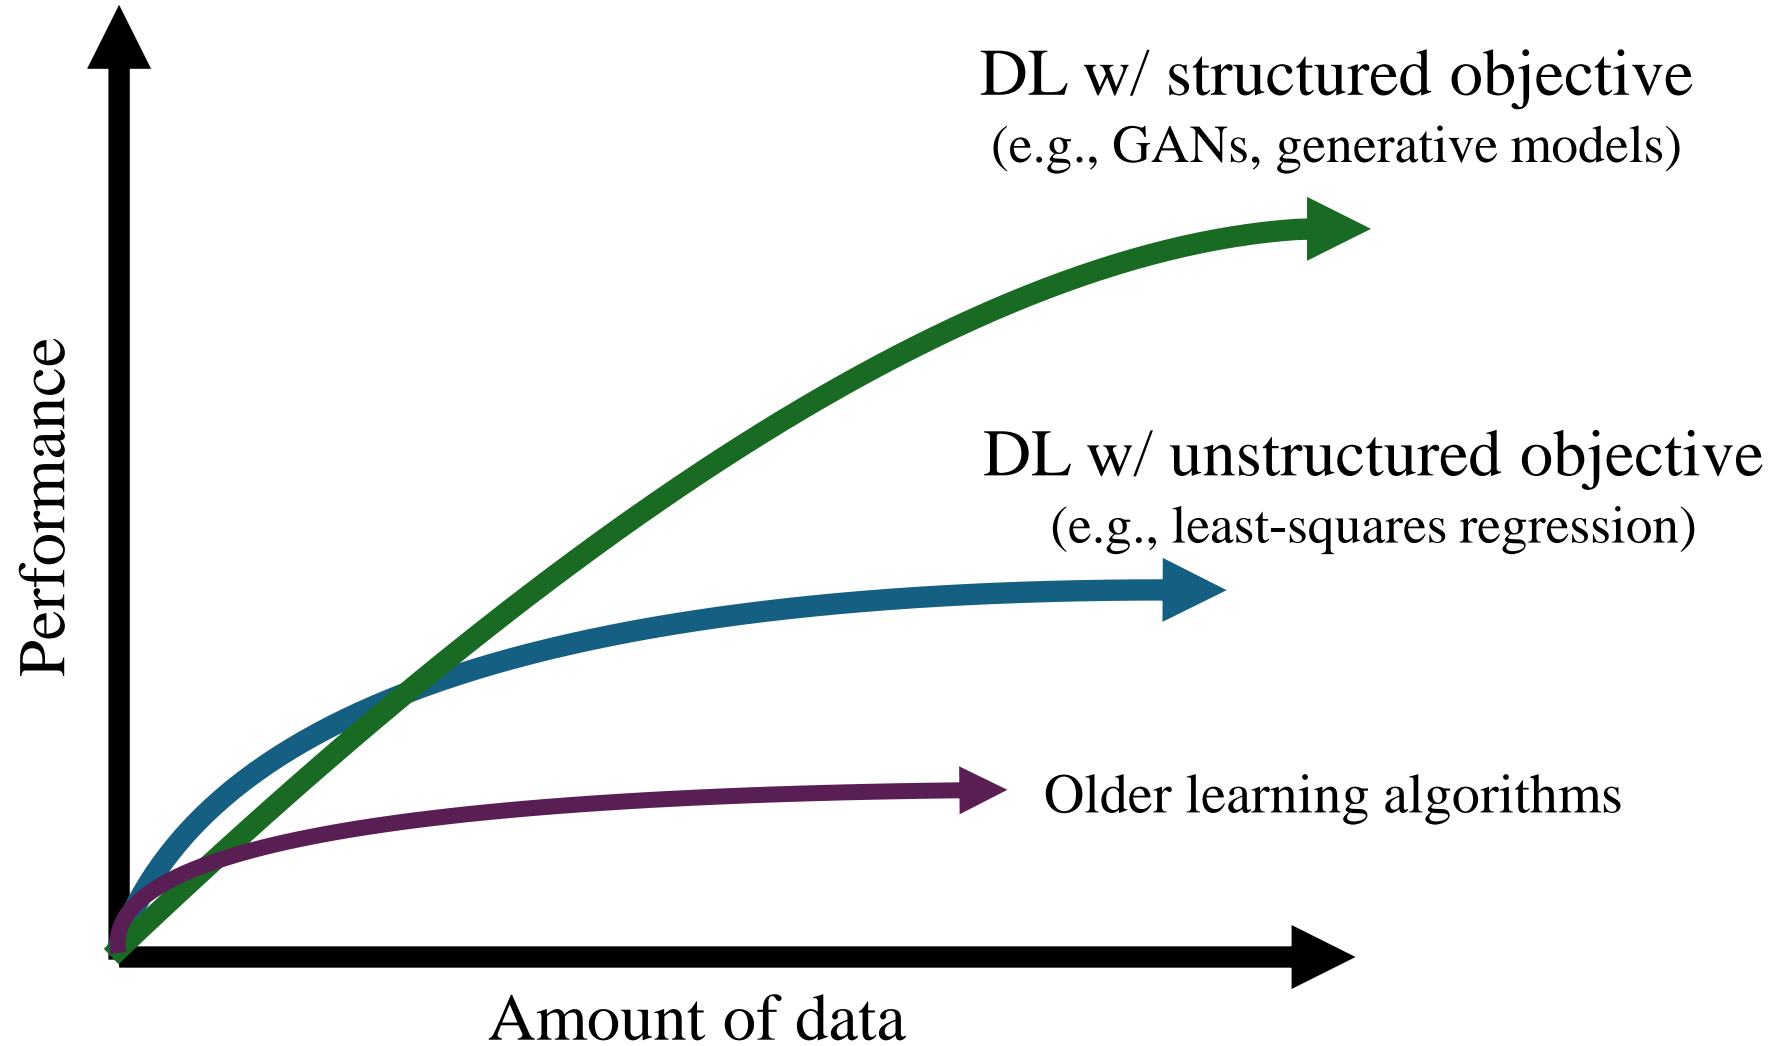 DL w/ structured objective
(e.g., GANs, generative models)
DL w/ unstructured objective
(e.g., least-squares regression)
Older learning algorithms
Performance
Amount of data